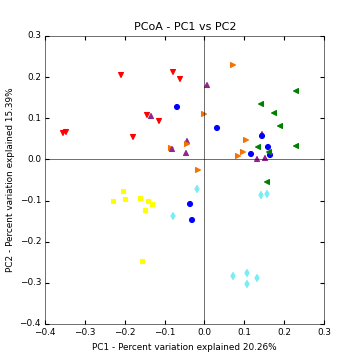 PCoA - PC1 vs PC2
PC2 - Percent variation explained 15.39%
0.3
0.2
0.1
0.0
−0.1
−0.2
−0.3
−0.4
−0.4 −0.3 −0.2 −0.1 0.0 0.1 0.2 0.3
PC1 - Percent variation explained 20.26%